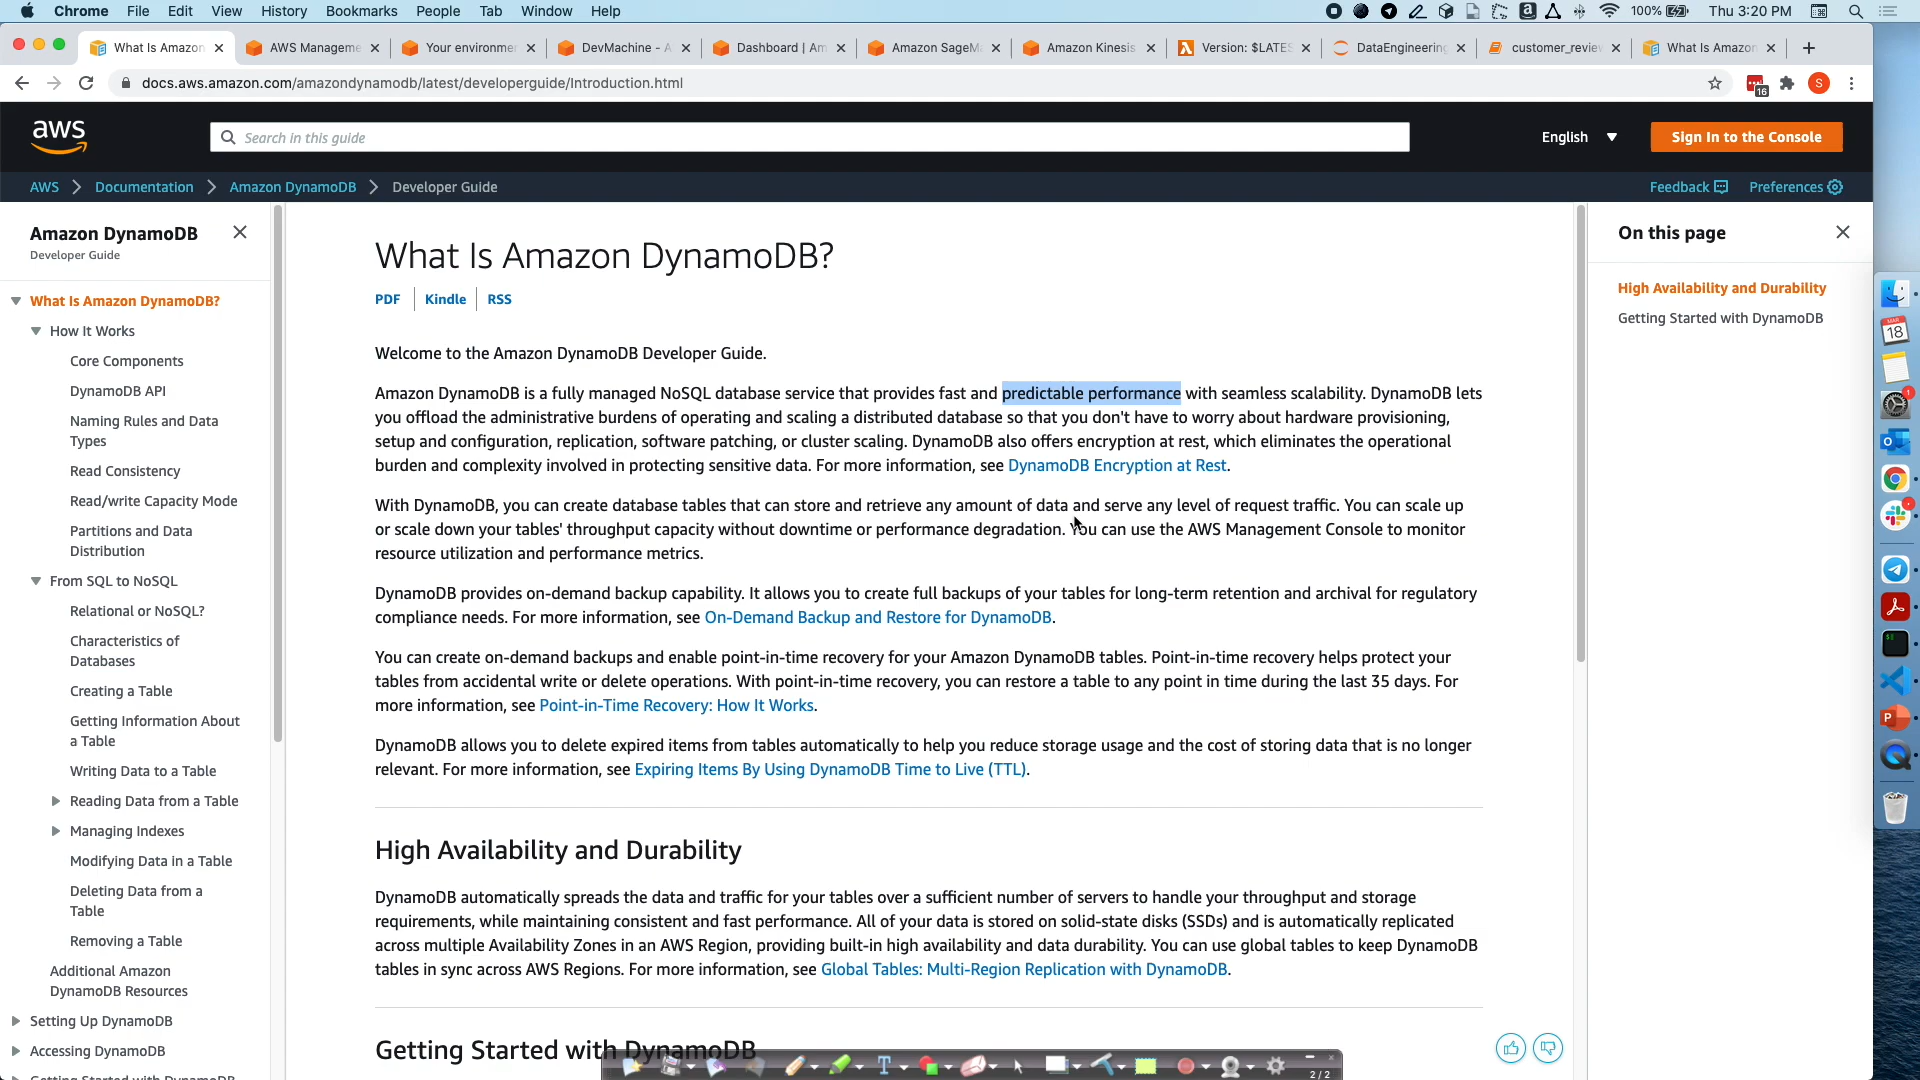 Chrome File Edit View History Bookmarks People Tab Window Help 100% Thu 3:20 PM
What Is Amazon AWS Manageme Your environme DevMachine - A Dashboard | Am Amazon SageM Amazon Kinesis Version: $LATES DataEngineering customer_revie What Is Amazon
docs.aws.amazon.com/amazondynamodb/latest/developerguide/Introduction.html 16 S
aws Search in this guide English Sign In to the Console
AWS Documentation Amazon DynamoDB Developer Guide Feedback Preferences
Amazon DynamoDB
Developer Guide
What Is Amazon DynamoDB?
How It Works
Core Components
DynamoDB API
Naming Rules and Data
Types
Read Consistency
Read/write Capacity Mode
Partitions and Data
Distribution
From SQL to NoSQL
Relational or NoSQL?
Characteristics of
Databases
Creating a Table
Getting Information About
a Table
Writing Data to a Table
Reading Data from a Table
Managing Indexes
Modifying Data in a Table
Deleting Data from a
Table
Removing a Table
Additional Amazon
DynamoDB Resources
Setting Up DynamoDB
Accessing DynamoDB
Getting Started with DynamoDB
What Is Amazon DynamoDB?
PDF Kindle RSS
Welcome to the Amazon DynamoDB Developer Guide.
Amazon DynamoDB is a fully managed NoSQL database service that provides fast and predictable performance with seamless scalability. DynamoDB lets
you offload the administrative burdens of operating and scaling a distributed database so that you don't have to worry about hardware provisioning,
setup and configuration, replication, software patching, or cluster scaling. DynamoDB also offers encryption at rest, which eliminates the operational
burden and complexity involved in protecting sensitive data. For more information, see DynamoDB Encryption at Rest.
With DynamoDB, you can create database tables that can store and retrieve any amount of data and serve any level of request traffic. You can scale up
or scale down your tables' throughput capacity without downtime or performance degradation. You can use the AWS Management Console to monitor
resource utilization and performance metrics.
DynamoDB provides on-demand backup capability. It allows you to create full backups of your tables for long-term retention and archival for regulatory
compliance needs. For more information, see On-Demand Backup and Restore for DynamoDB.
You can create on-demand backups and enable point-in-time recovery for your Amazon DynamoDB tables. Point-in-time recovery helps protect your
tables from accidental write or delete operations. With point-in-time recovery, you can restore a table to any point in time during the last 35 days. For
more information, see Point-in-Time Recovery: How It Works.
DynamoDB allows you to delete expired items from tables automatically to help you reduce storage usage and the cost of storing data that is no longer
relevant. For more information, see Expiring Items By Using DynamoDB Time to Live (TTL).
High Availability and Durability
DynamoDB automatically spreads the data and traffic for your tables over a sufficient number of servers to handle your throughput and storage
requirements, while maintaining consistent and fast performance. All of your data is stored on solid-state disks (SSDs) and is automatically replicated
across multiple Availability Zones in an AWS Region, providing built-in high availability and data durability. You can use global tables to keep DynamoDB
tables in sync across AWS Regions. For more information, see Global Tables: Multi-Region Replication with DynamoDB.
Getting Started with DynamoDB
2/2
On this page
High Availability and Durability
Getting Started with DynamoDB
MAR
18
1